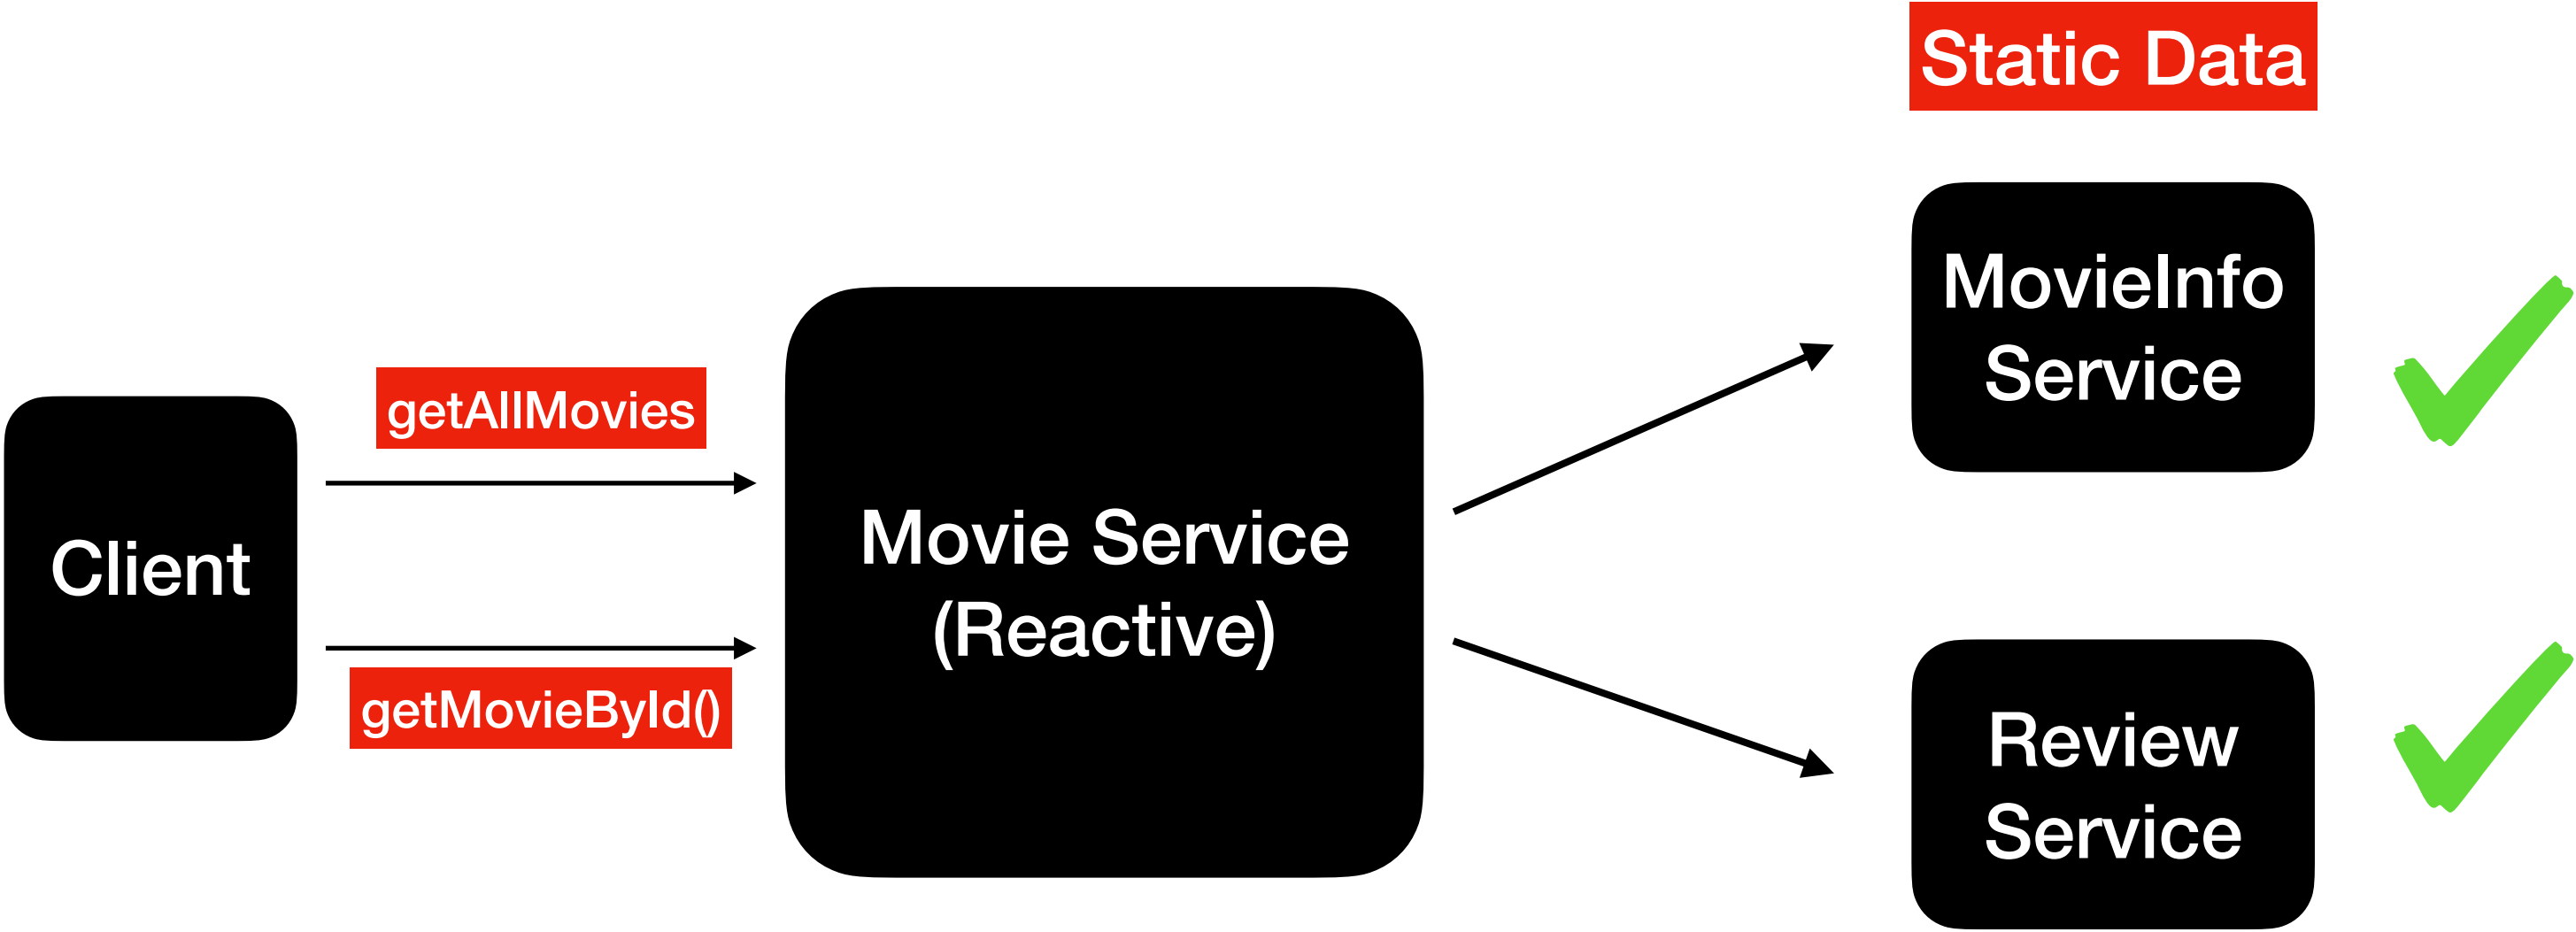 Static Data
MovieInfo
Service
getAllMovies
Client
Movie Service
(Reactive)
getMovieById()
Review
Service